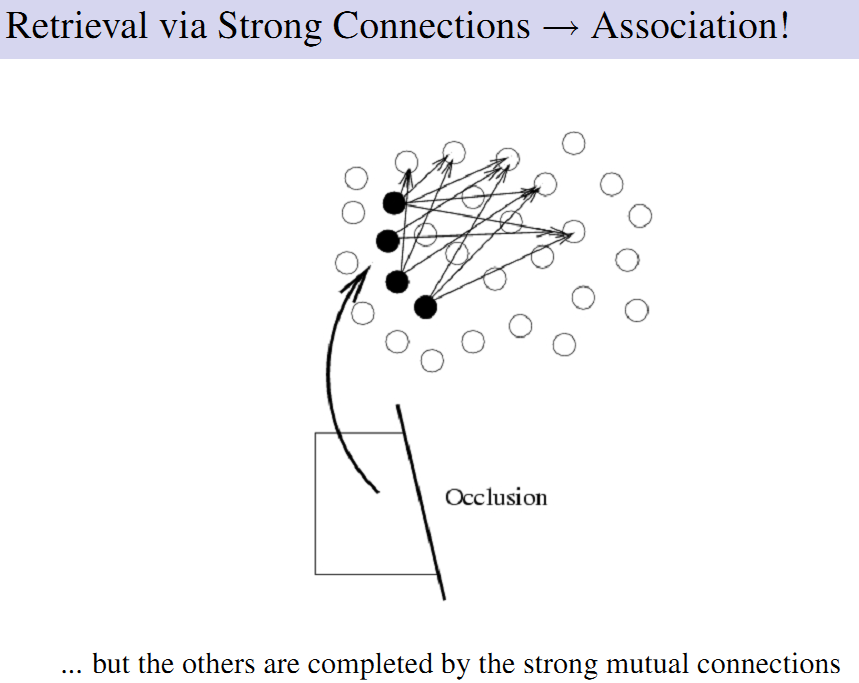 Retrieval via Strong Connections → Association!
Occlusion
... but the others are completed by the strong mutual connections